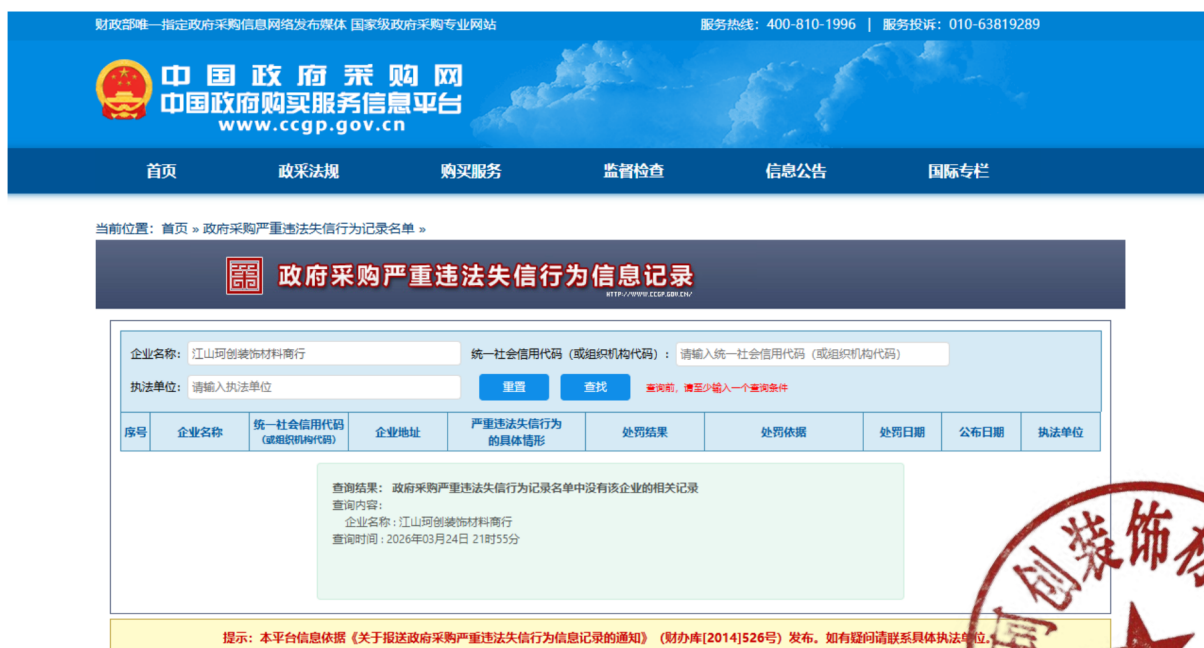 财政部唯一指定政府采购信息网络发布媒体 国家级政府采购专业网站
服务热线：400-810-1996 | 服务投诉：010-63819289
中国政府采购网
中国政府购买服务信息平台
www.ccgp.gov.cn
首页 政采法规 购买服务 监督检查 信息公告 国际专栏
当前位置：首页 » 政府采购严重违法失信行为记录名单 »
政府采购严重违法失信行为信息记录
HTTP://WWW.CCGP.GOV.CN/
企业名称： 江山珂创装饰材料商行 统一社会信用代码（或组织机构代码）： 请输入统一社会信用代码（或组织机构代码）
执法单位： 请输入执法单位 重置 查找 查询前，请至少输入一个查询条件
序号 企业名称 统一社会信用代码（或组织机构代码） 企业地址 严重违法失信行为的具体情形 处罚结果 处罚依据 处罚日期 公布日期 执法单位
查询结果： 政府采购严重违法失信行为记录名单中没有该企业的相关记录
查询内容：
企业名称 : 江山珂创装饰材料商行
查询时间 : 2026年03月24日 21时55分
提示：本平台信息依据《关于报送政府采购严重违法失信行为信息记录的通知》（财办库[2014]526号）发布。如有疑问请联系具体执法单位。
创装饰